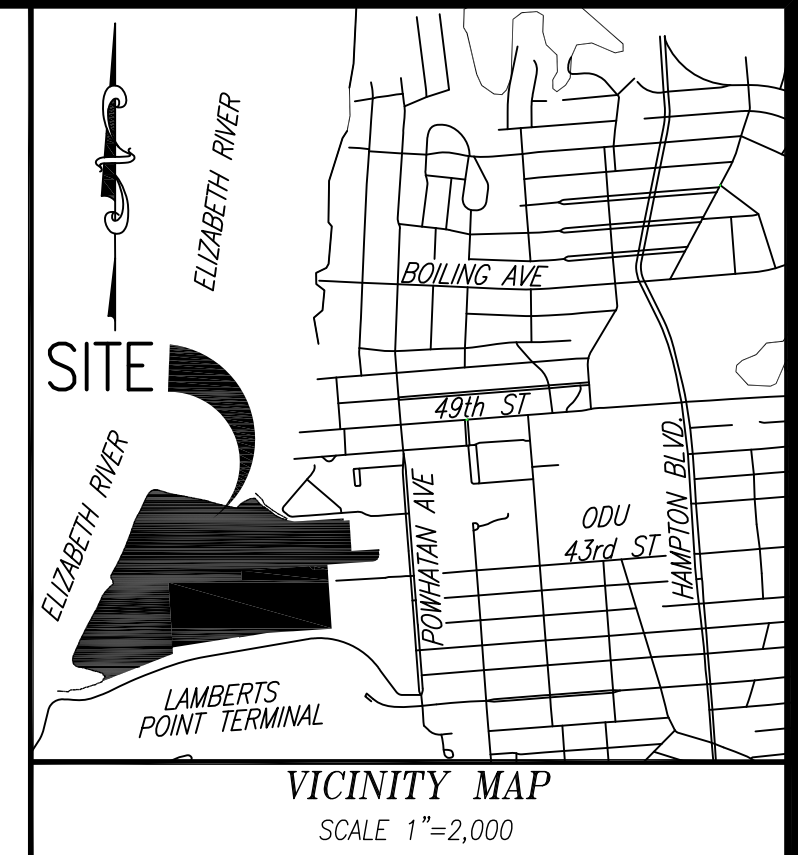 ELIZABETH RIVER
BOILING AVE
SITE
49th ST
ELIZABETH RIVER
POWHATAN AVE
HAMPTON BLVD.
ODU
43rd ST
LAMBERTS
POINT TERMINAL
VICINITY MAP
SCALE 1"=2,000